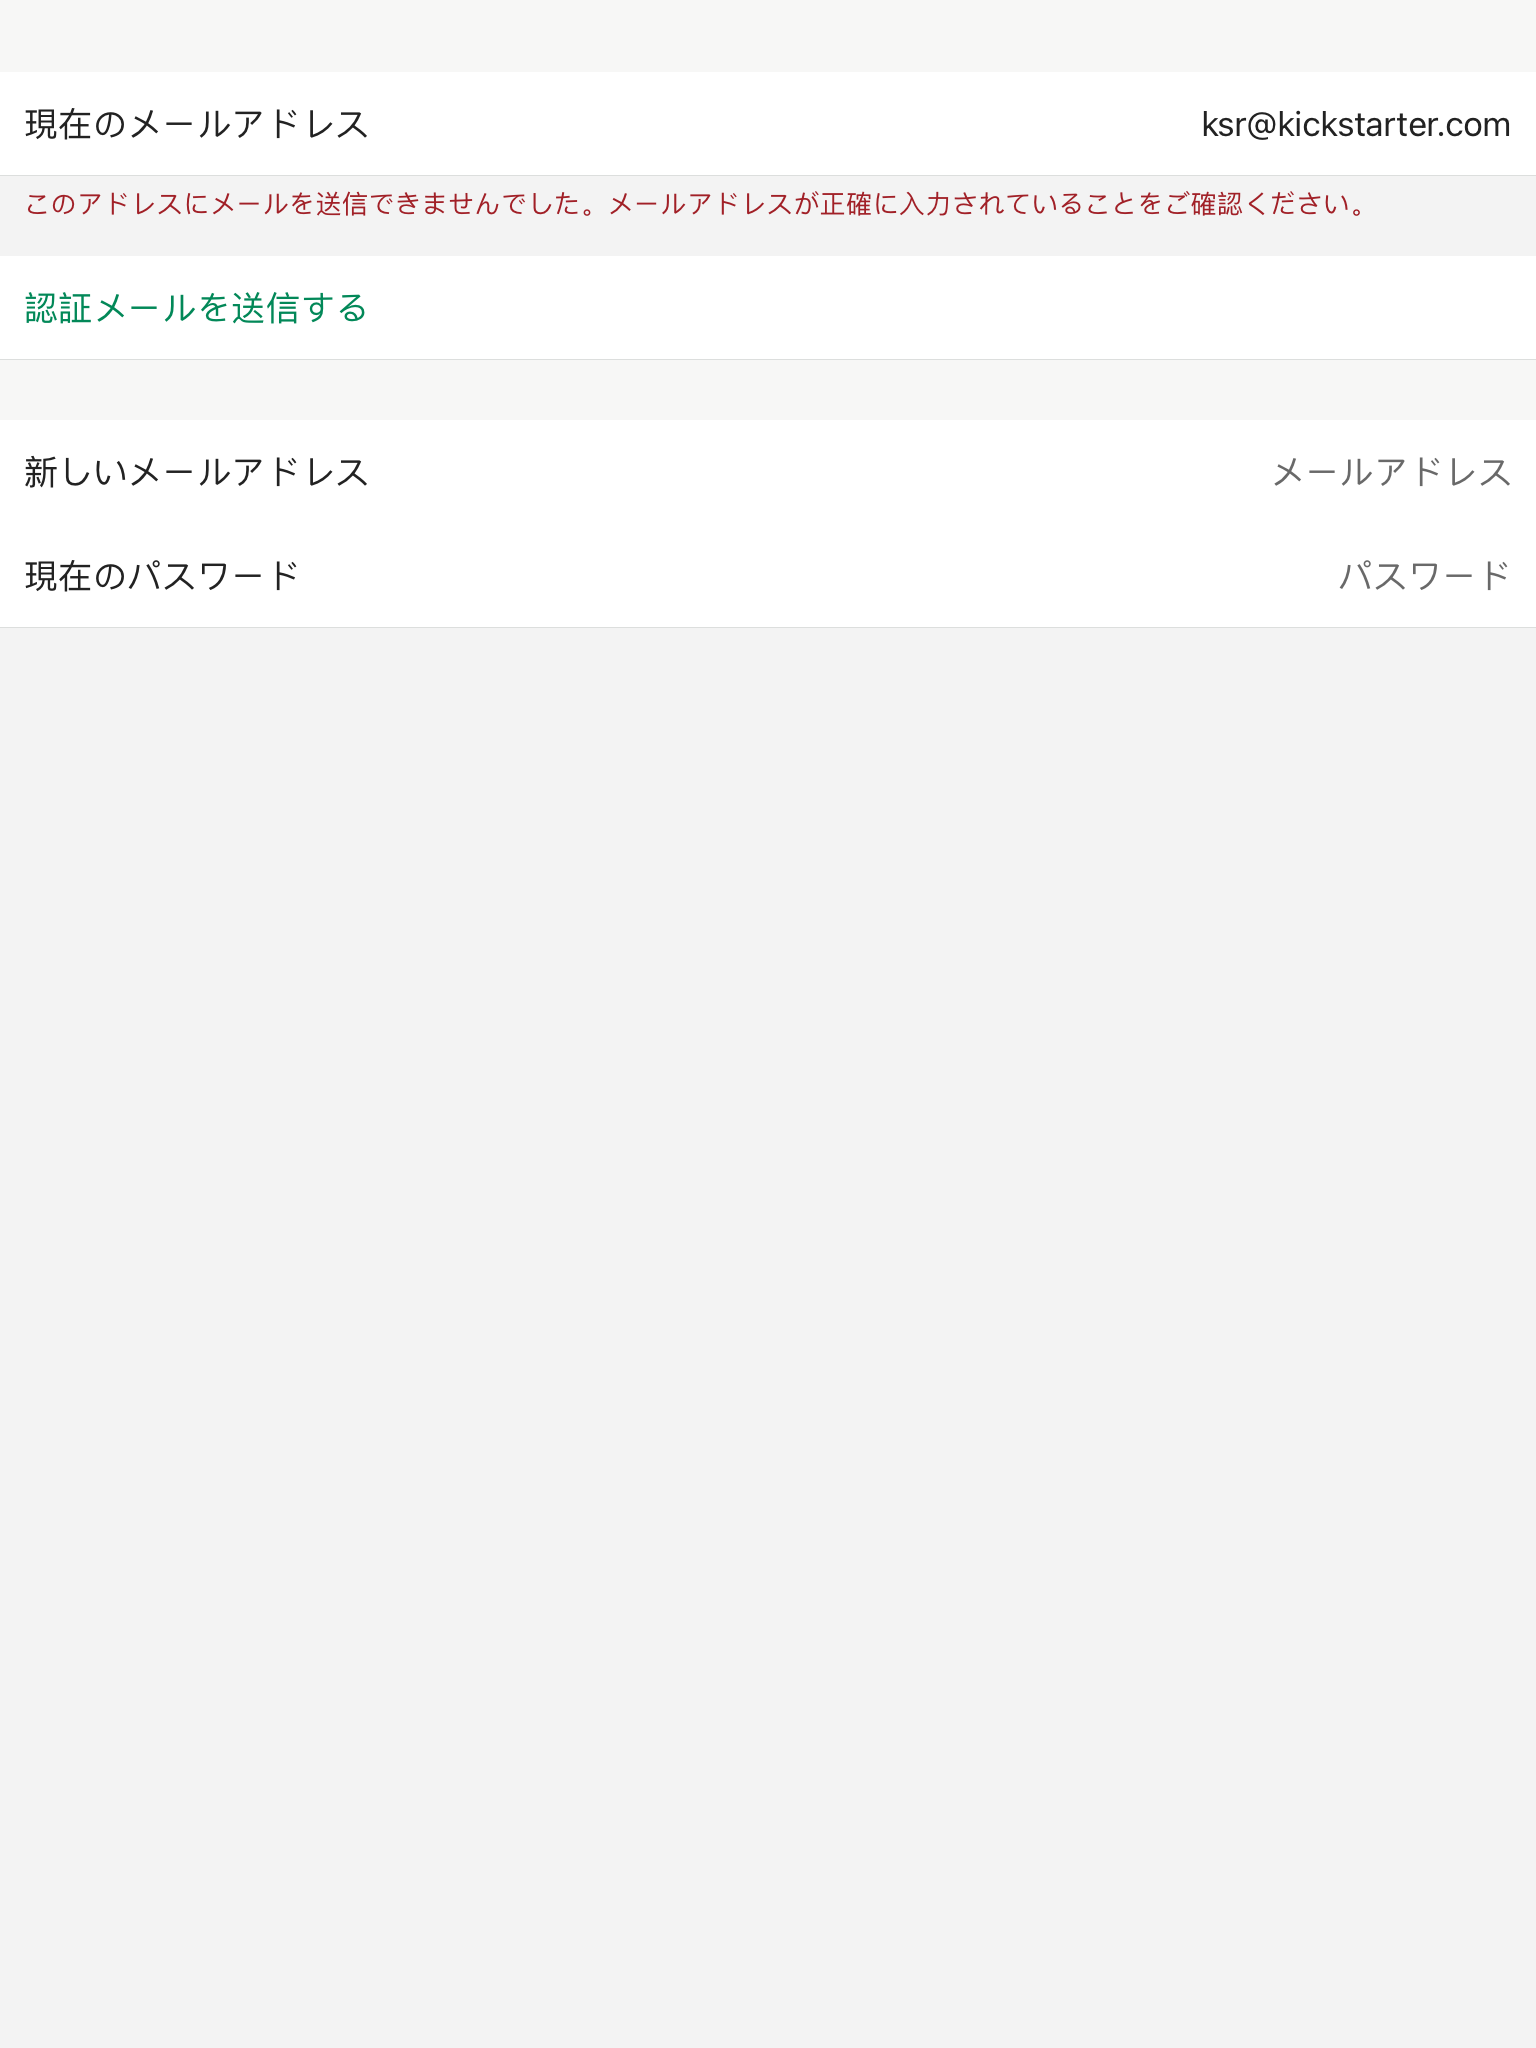 現在のメールアドレス ksr@kickstarter.com
このアドレスにメールを送信できませんでした。メールアドレスが正確に入力されていることをご確認ください。
認証メールを送信する
新しいメールアドレス メールアドレス
現在のパスワード パスワード